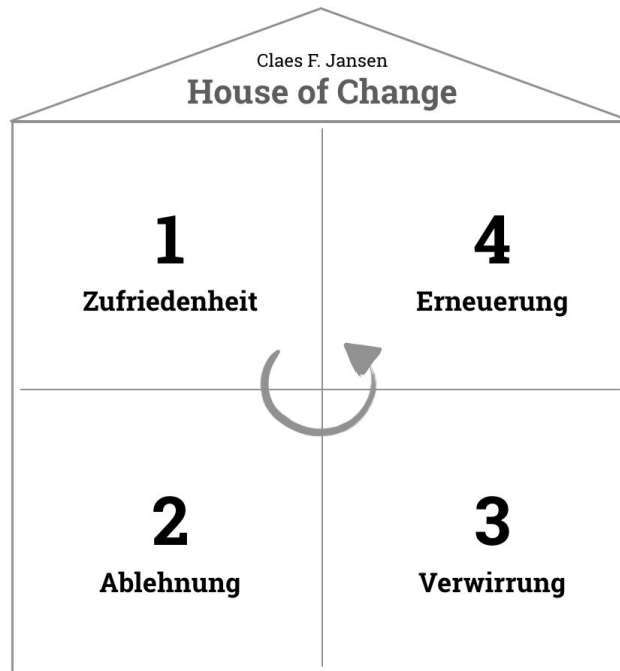 Claes F. Jansen
House of Change
1
Zufriedenheit
4
Erneuerung
2
Ablehnung
3
Verwirrung